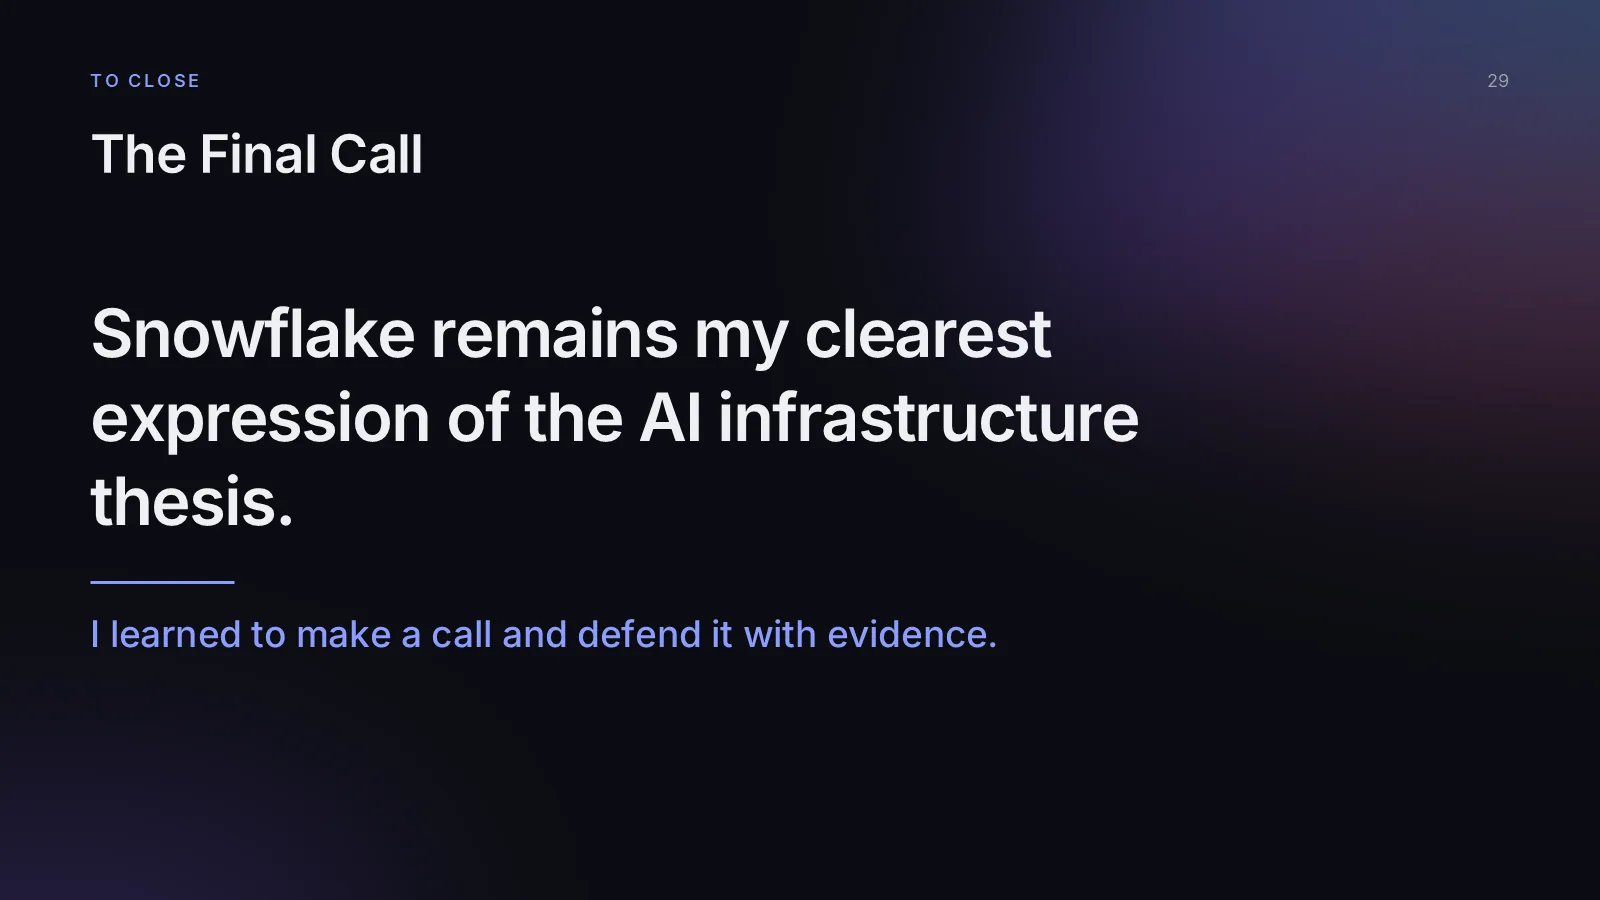 TO CLOSE
29
The Final Call
Snowflake remains my clearest
expression of the AI infrastructure
thesis.
I learned to make a call and defend it with evidence.